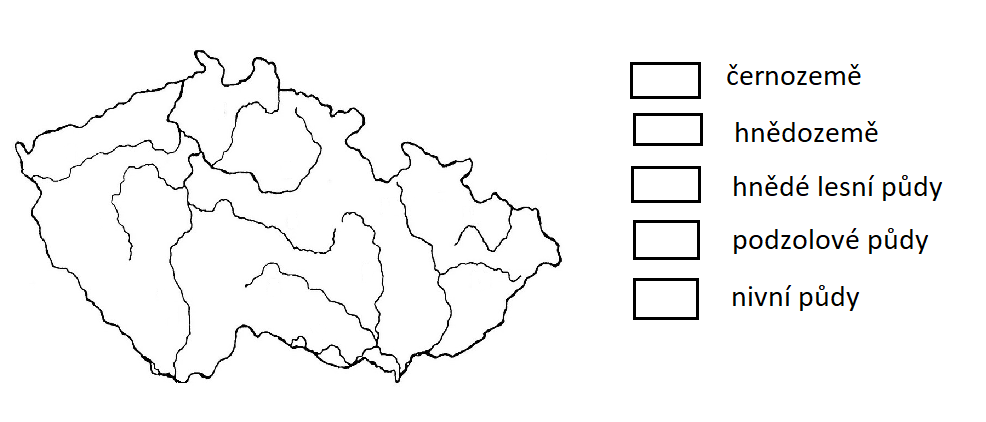 černozemě
hnědozemě
hnědé lesní půdy
podzolové půdy
nivní půdy